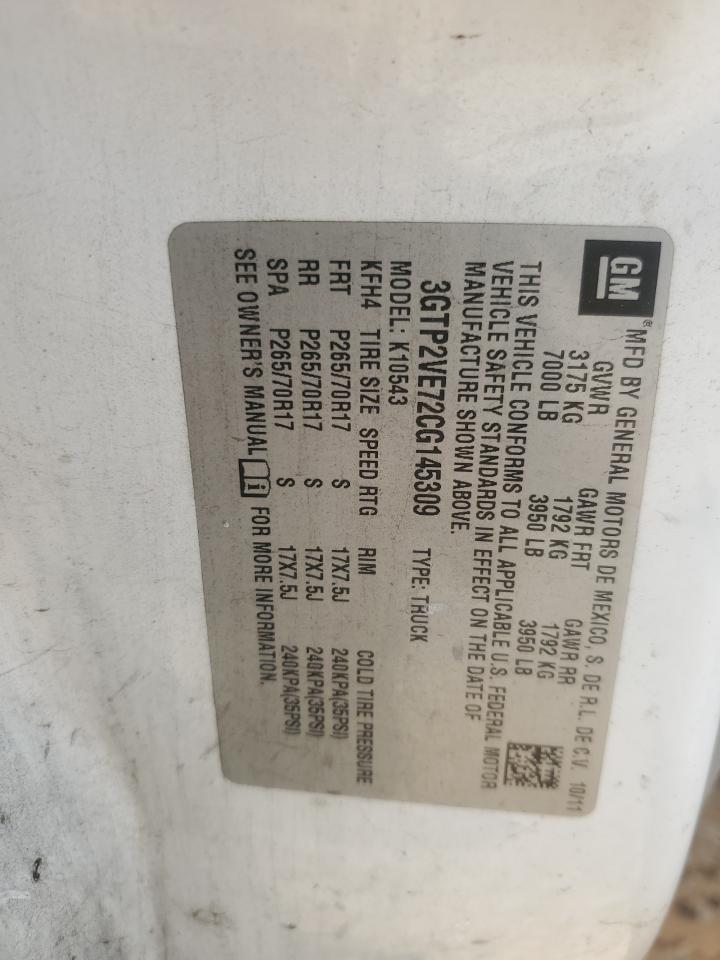 GM ® MFD BY GENERAL MOTORS DE MEXICO, S. DE R.L. DE C.V. 10/11
GVWR GAWR FRT GAWR RR
3175 KG 1792 KG 1792 KG
7000 LB 3950 LB 3950 LB
THIS VEHICLE CONFORMS TO ALL APPLICABLE U.S. FEDERAL MOTOR
VEHICLE SAFETY STANDARDS IN EFFECT ON THE DATE OF
MANUFACTURE SHOWN ABOVE.
3GTP2VE72CG145309 TYPE: TRUCK
MODEL: K10543
KFH4 TIRE SIZE SPEED RTG RIM COLD TIRE PRESSURE
FRT P265/70R17 S 17X7.5J 240KPA(35PSI)
RR P265/70R17 S 17X7.5J 240KPA(35PSI)
SPA P265/70R17 S 17X7.5J 240KPA(35PSI)
SEE OWNER'S MANUAL i FOR MORE INFORMATION.